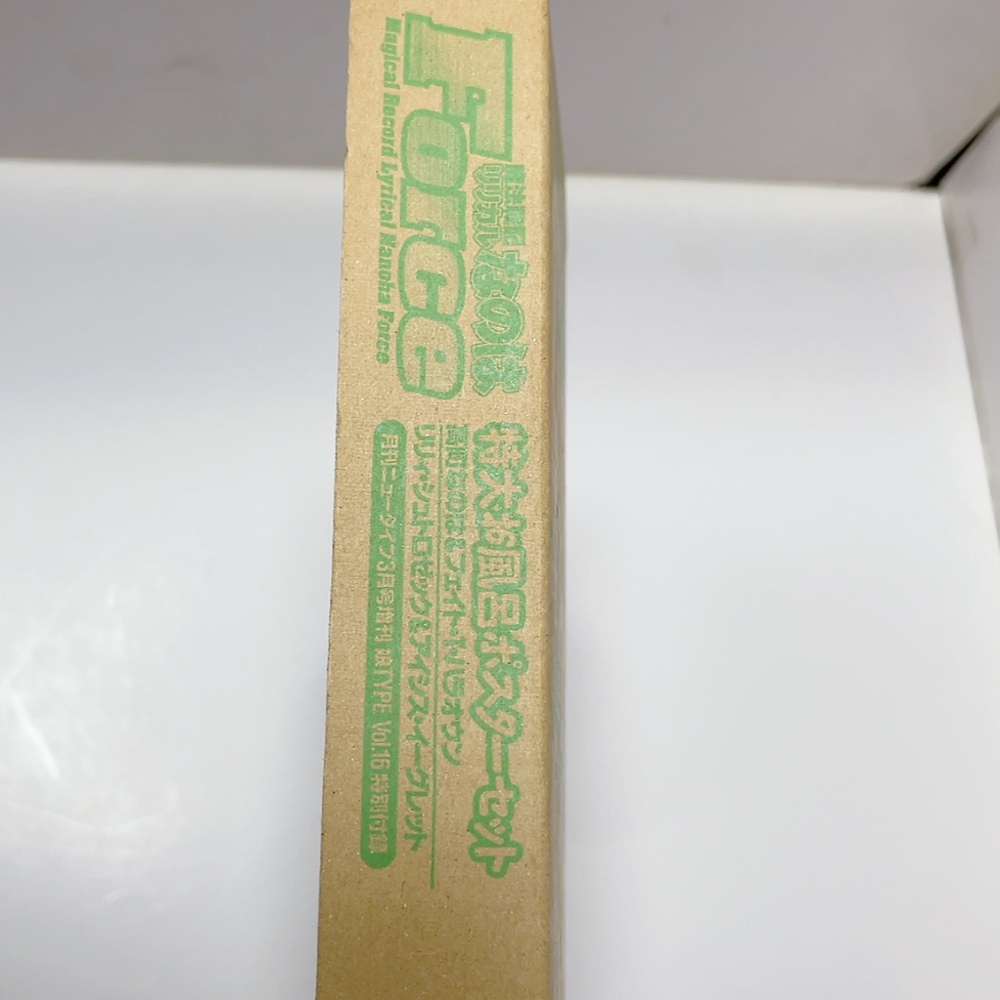 魔法戦記
リリカルなのは
Force
Magical Record Lyrical Nanoha Force
特大お風呂ポスターセット
高町なのは&フェイト・T・ハラオウン
リリィ・シュトロゼック&アイシス・イーグレット
月刊ニュータイプ3月号増刊 娘TYPE Vol.16 特別付録